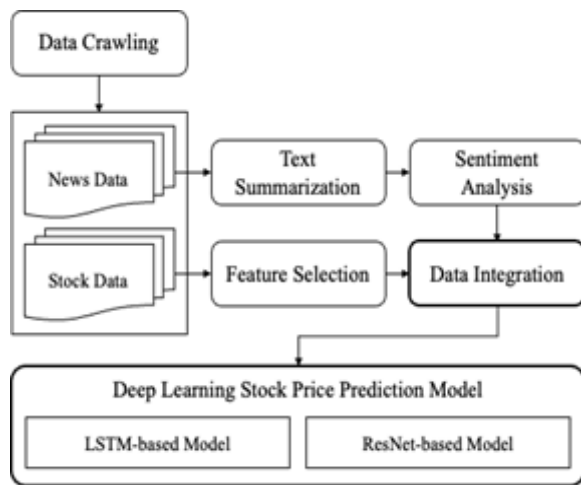 Data Crawling
News Data
Text
Summarization
Sentiment
Analysis
Stock Data
Feature Selection
Data Integration
Deep Learning Stock Price Prediction Model
LSTM-based Model
ResNet-based Model